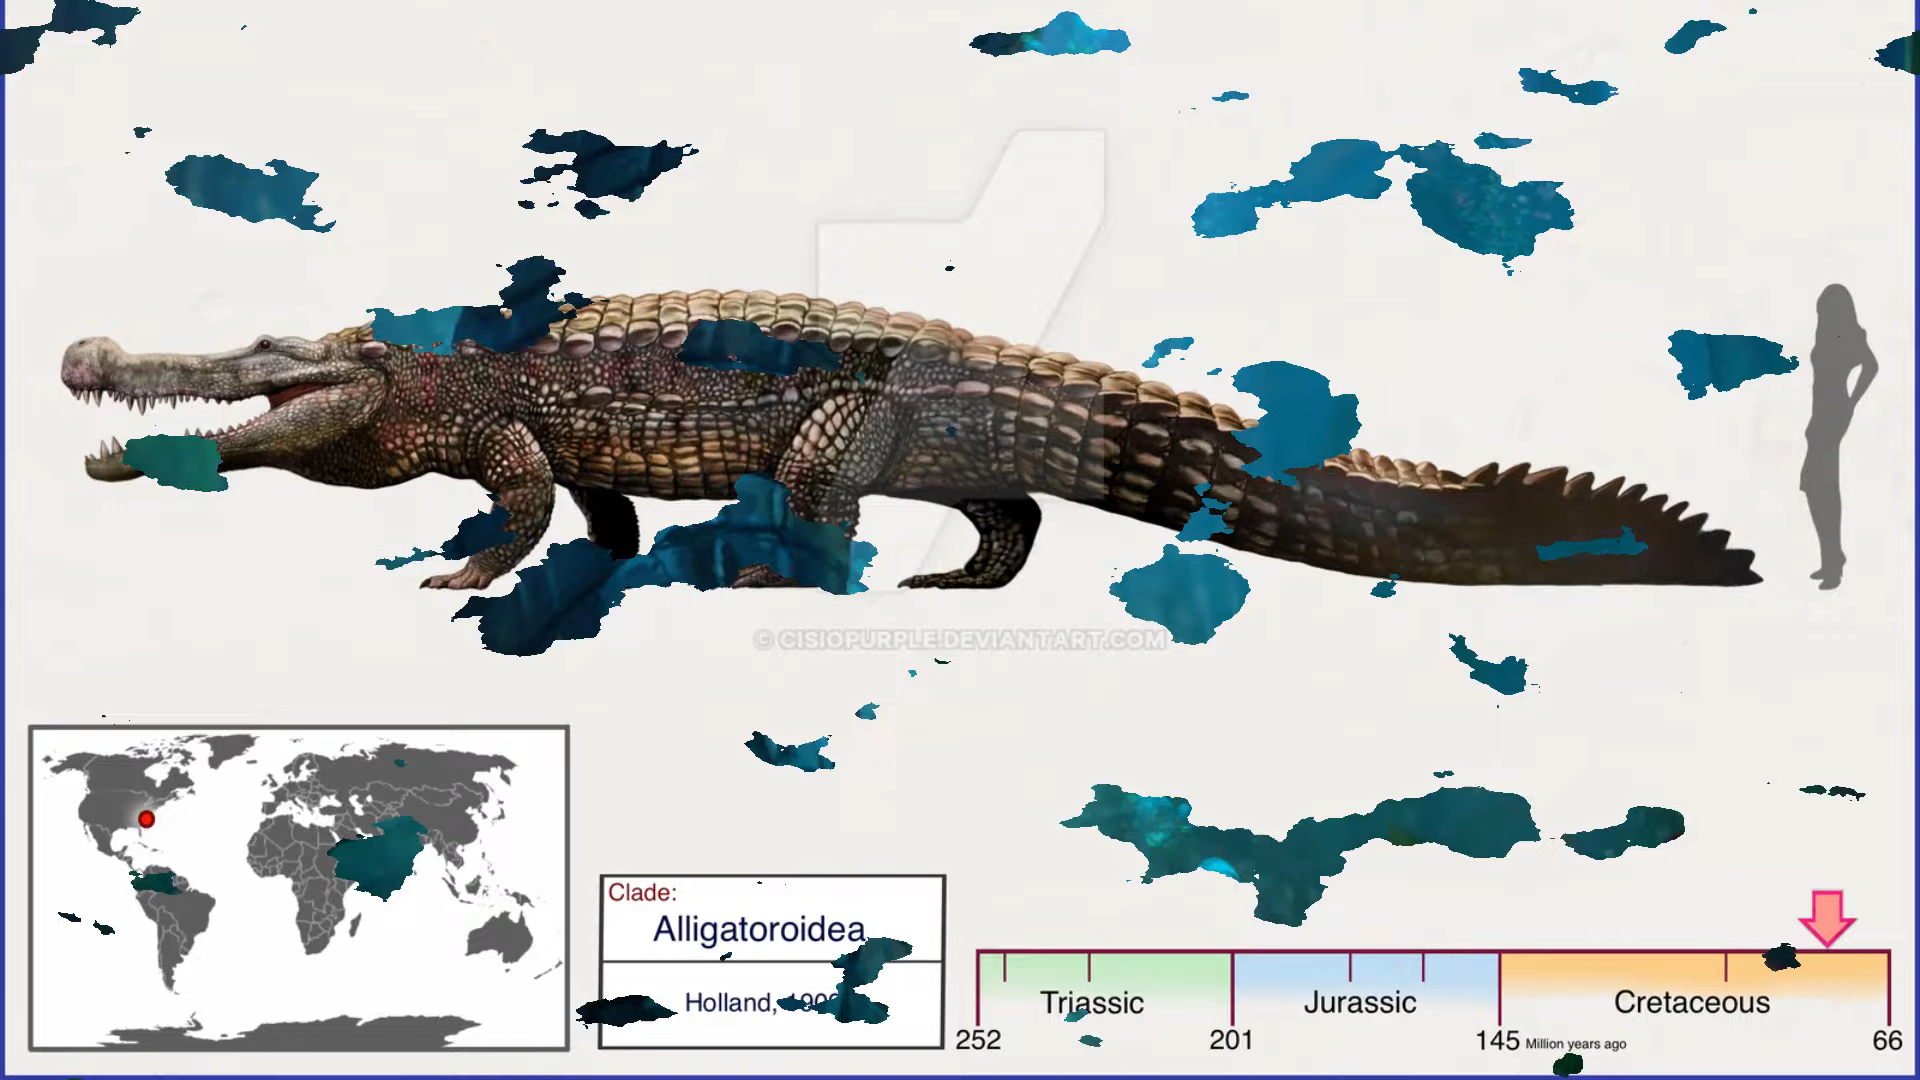 © CISIOPURPLE.DEVIANTART.COM
Clade:
Alligatoroidea
Holland,
Triassic
Jurassic
Cretaceous
252
201
145 Million years ago
66